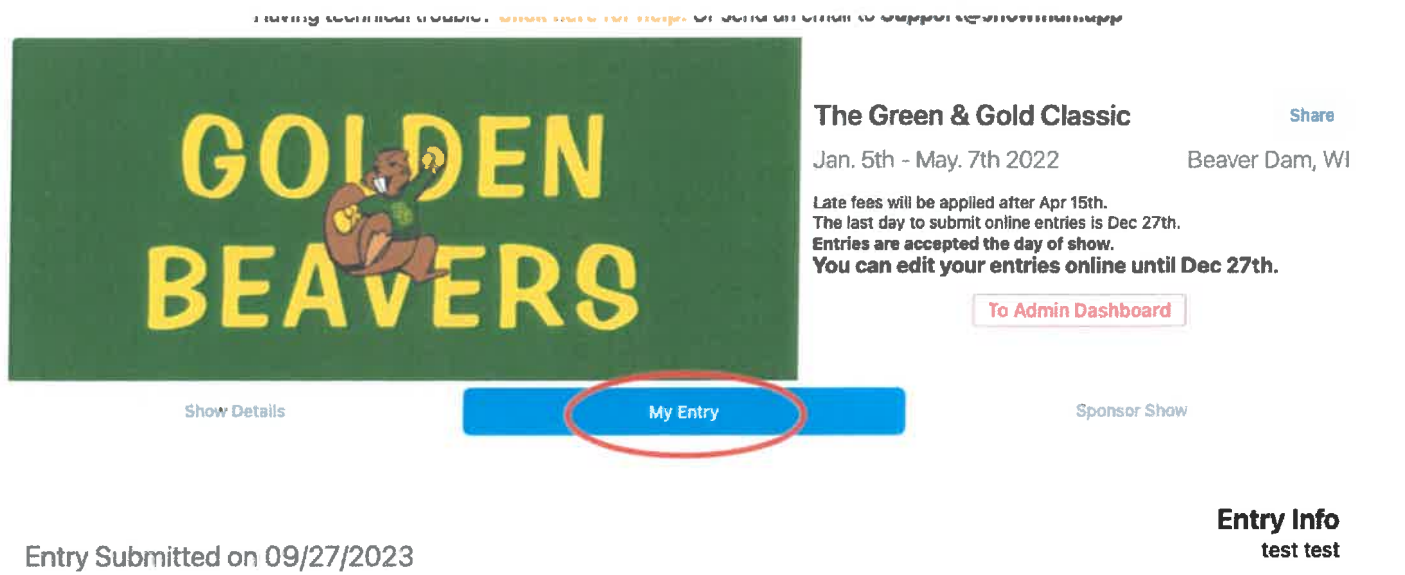 GOLDEN
BEAVERS
The Green & Gold Classic
Share
Jan. 5th - May. 7th 2022
Beaver Dam, WI
Late fees will be applied after Apr 15th.
The last day to submit online entries is Dec 27th.
Entries are accepted the day of show.
You can edit your entries online until Dec 27th.
To Admin Dashboard
Show Details
My Entry
Sponsor Show
Entry Info
test test
Entry Submitted on 09/27/2023